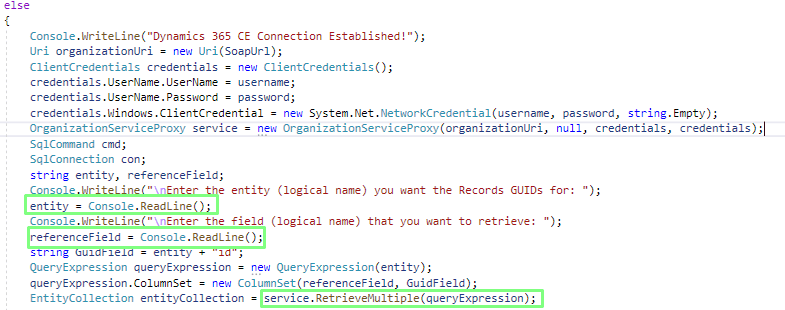 else
{
Console.WriteLine("Dynamics 365 CE Connection Established!");
Uri organizationUri = new Uri(SoapUrl);
ClientCredentials credentials = new ClientCredentials();
credentials.UserName.UserName = username;
credentials.UserName.Password = password;
credentials.Windows.ClientCredential = new System.Net.NetworkCredential(username, password, string.Empty);
OrganizationServiceProxy service = new OrganizationServiceProxy(organizationUri, null, credentials, credentials);
SqlCommand cmd;
SqlConnection con;
string entity, referenceField;
Console.WriteLine("\nEnter the entity (logical name) you want the Records GUIDs for: ");
entity = Console.ReadLine();
Console.WriteLine("\nEnter the field (logical name) that you want to retrieve: ");
referenceField = Console.ReadLine();
string GuidField = entity + "id";
QueryExpression queryExpression = new QueryExpression(entity);
queryExpression.ColumnSet = new ColumnSet(referenceField, GuidField);
EntityCollection entityCollection = service.RetrieveMultiple(queryExpression);